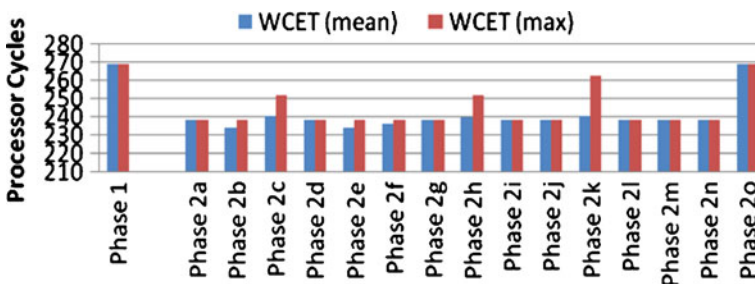 WCET (mean) WCET (max)
Processor Cycles
280
270
260
250
240
230
220
210
Phase 1
Phase 2a
Phase 2b
Phase 2c
Phase 2d
Phase 2e
Phase 2f
Phase 2g
Phase 2h
Phase 2i
Phase 2j
Phase 2k
Phase 2l
Phase 2m
Phase 2n
Phase 2o